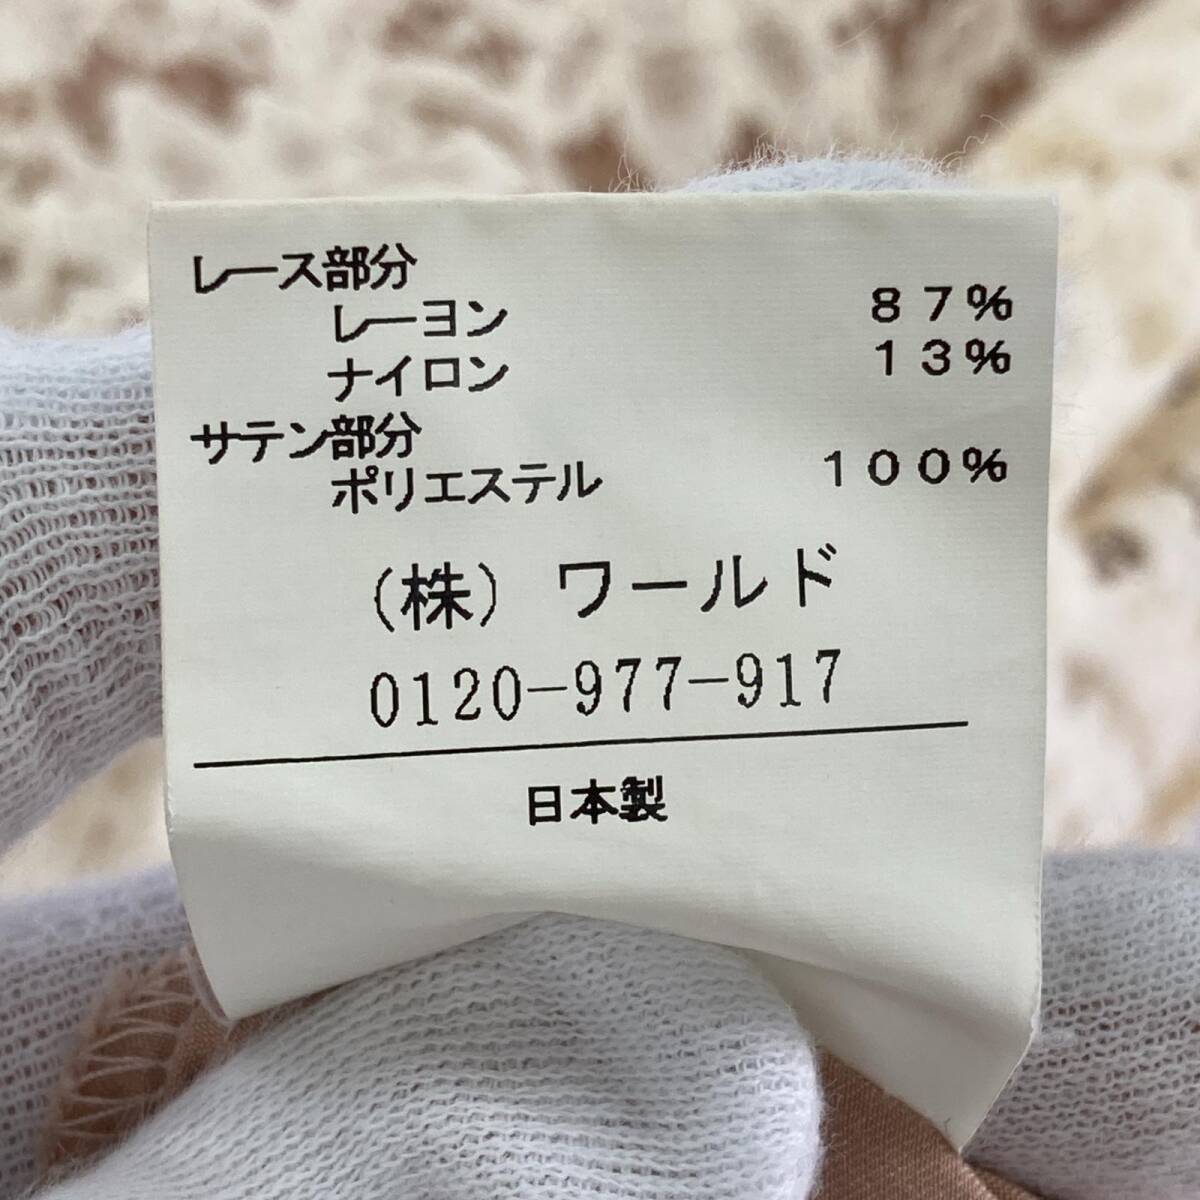 レース部分
レーヨン 87%
ナイロン 13%
サテン部分
ポリエステル 100%
(株) ワールド
0120-977-917
日本製